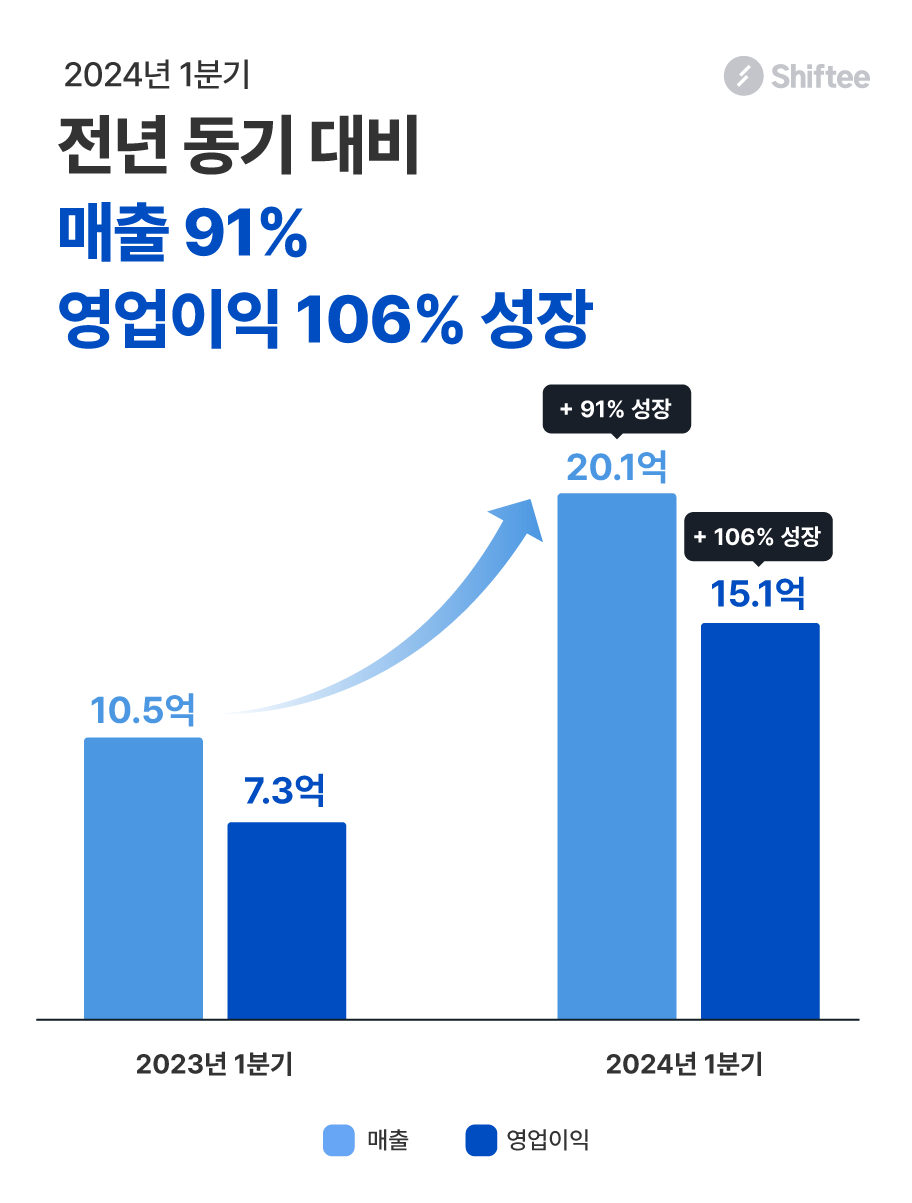 2024년 1분기
Shiftee
전년 동기 대비
매출 91%
영업이익 106% 성장
+ 91% 성장
20.1억
+ 106% 성장
15.1억
10.5억
7.3억
2023년 1분기
2024년 1분기
매출
영업이익